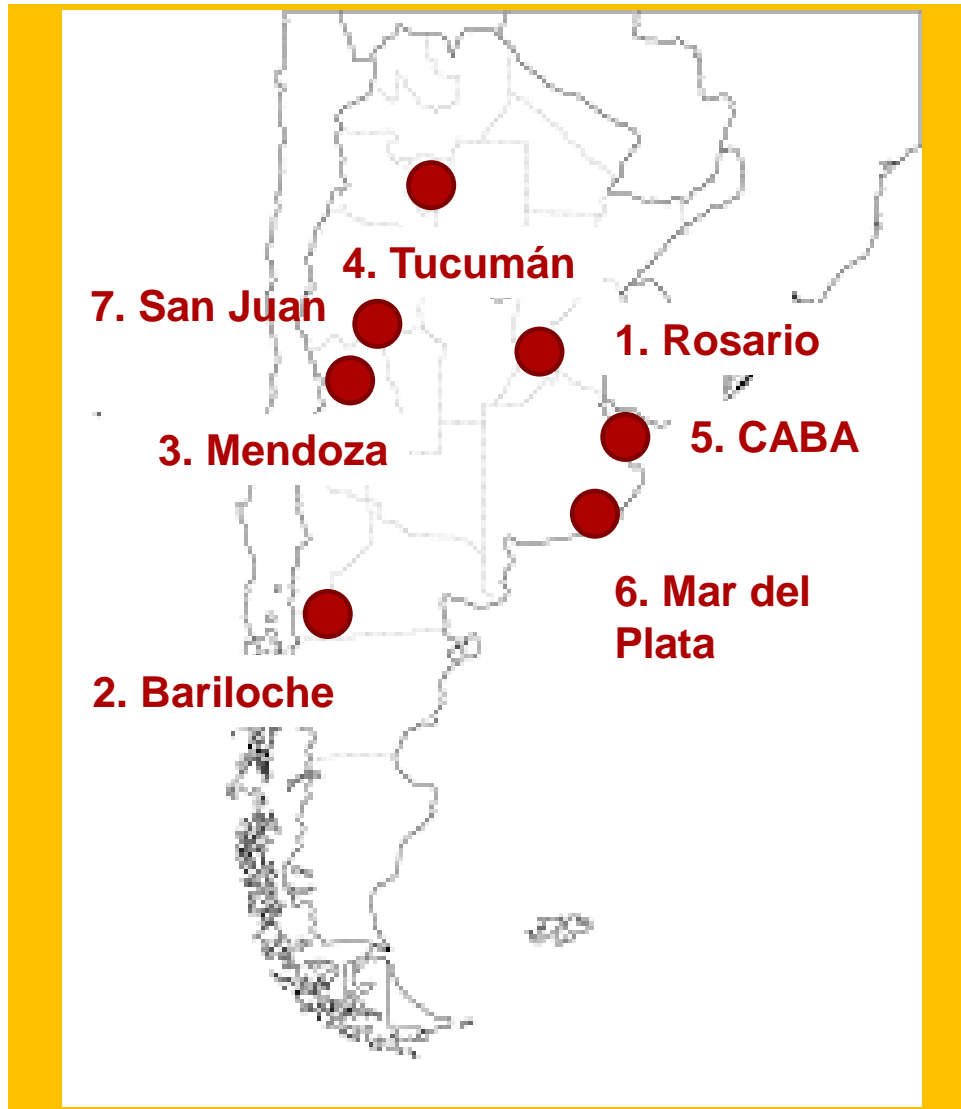 4. Tucumán
7. San Juan
1. Rosario
3. Mendoza
5. CABA
6. Mar del
Plata
2. Bariloche